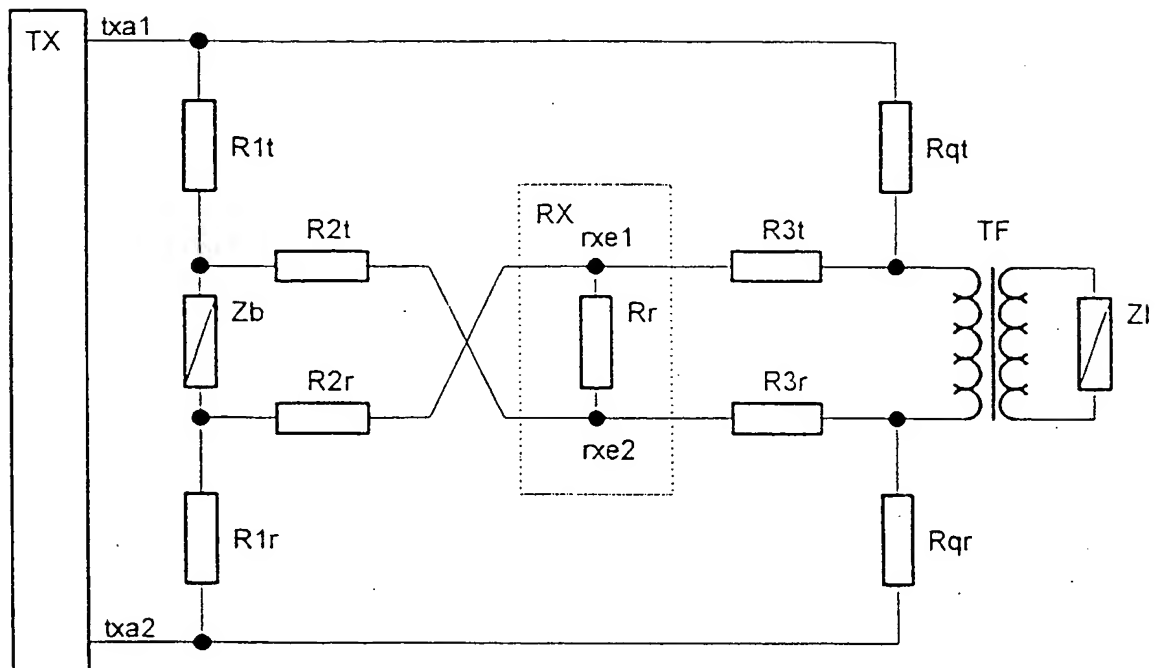 TX
txa1
R1t
Rqt
RX
R2t
rxe1
R3t
TF
Zb
Rr
Zl
R2r
R3r
rxe2
R1r
Rqr
txa2